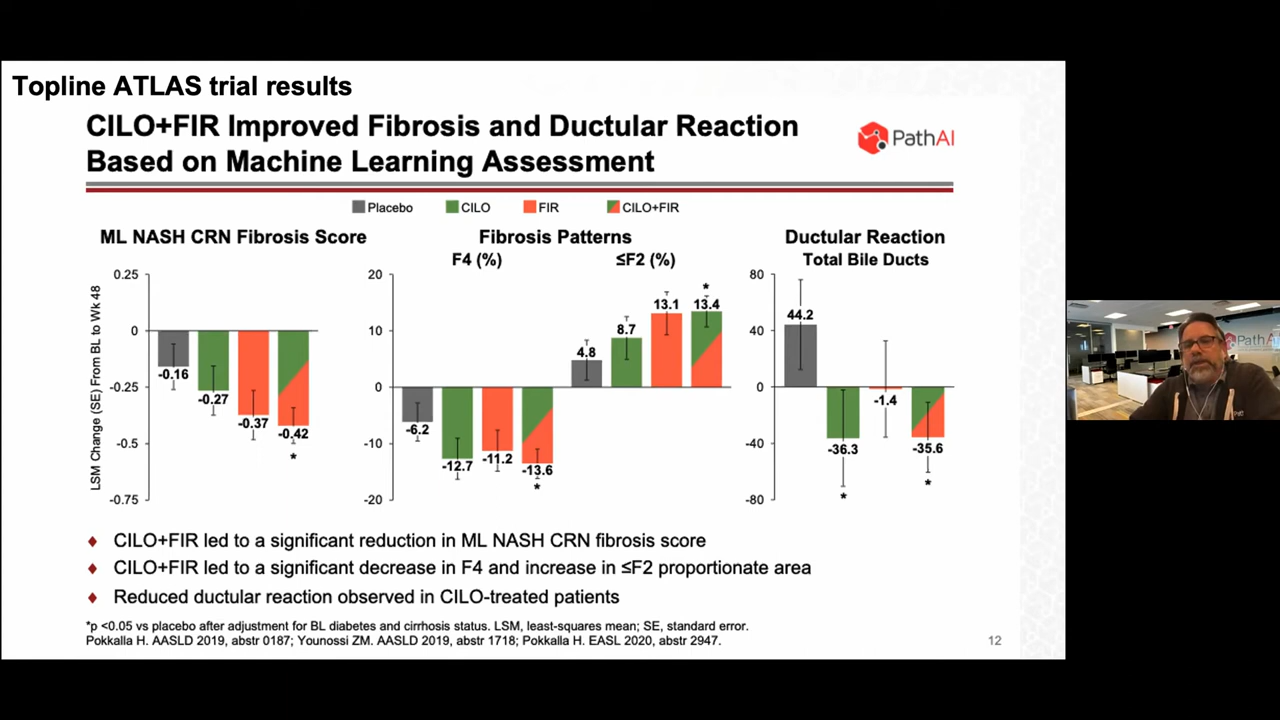 Topline ATLAS trial results
CILO+FIR Improved Fibrosis and Ductular Reaction
Based on Machine Learning Assessment
PathAI
Placebo CILO FIR CILO+FIR
ML NASH CRN Fibrosis Score
LSM Change (SE) From BL to Wk 48
0.25
0
-0.25
-0.5
-0.75
-0.16
-0.27
-0.37
-0.42
*
Fibrosis Patterns
F4 (%) ≤F2 (%)
20
10
0
-10
-20
-6.2
-12.7
-11.2
-13.6
*
4.8
8.7
13.1
13.4
*
Ductular Reaction
Total Bile Ducts
80
40
0
-40
-80
44.2
-36.3
*
-1.4
-35.6
*
♦ CILO+FIR led to a significant reduction in ML NASH CRN fibrosis score
♦ CILO+FIR led to a significant decrease in F4 and increase in ≤F2 proportionate area
♦ Reduced ductular reaction observed in CILO-treated patients
*p <0.05 vs placebo after adjustment for BL diabetes and cirrhosis status. LSM, least-squares mean; SE, standard error.
Pokkalla H. AASLD 2019, abstr 0187; Younossi ZM. AASLD 2019, abstr 1718; Pokkalla H. EASL 2020, abstr 2947.
12
PathAI